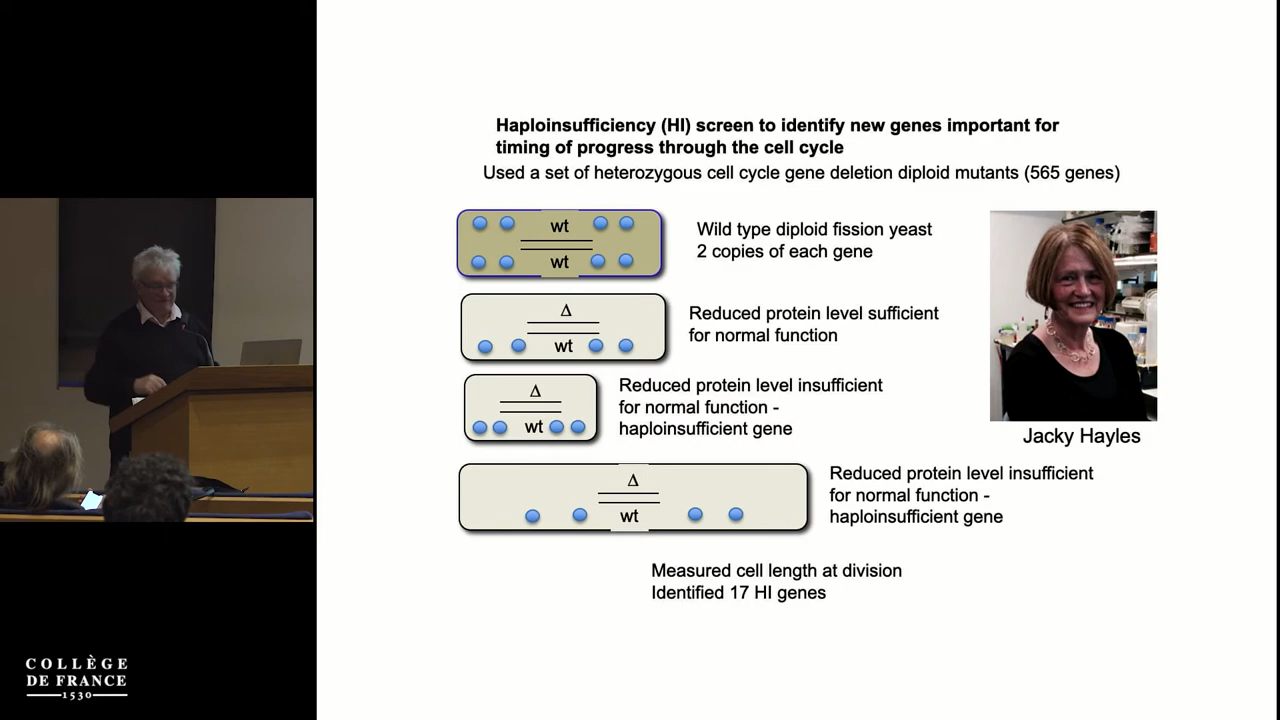 Haploinsufficiency (HI) screen to identify new genes important for
timing of progress through the cell cycle
Used a set of heterozygous cell cycle gene deletion diploid mutants (565 genes)
wt
wt
Wild type diploid fission yeast
2 copies of each gene
Δ
wt
Reduced protein level sufficient
for normal function
Δ
wt
Reduced protein level insufficient
for normal function -
haploinsufficient gene
Jacky Hayles
Δ
wt
Reduced protein level insufficient
for normal function -
haploinsufficient gene
Measured cell length at division
Identified 17 HI genes
COLLÈGE
DE FRANCE
1530